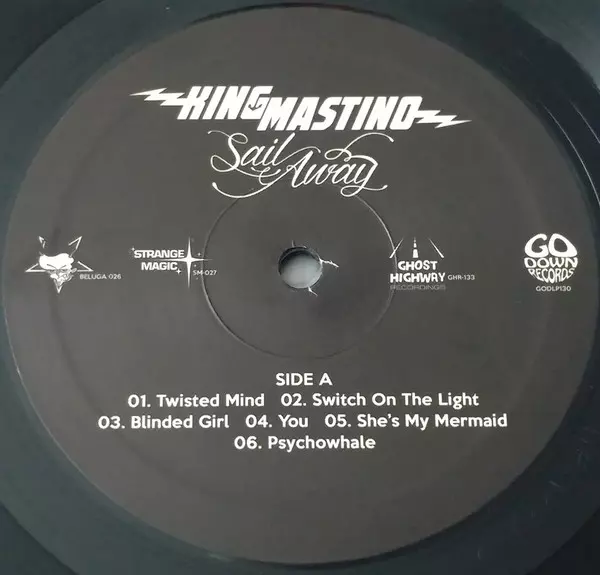 KING MASTINO
Sail Away
BELUGA 026
STRANGE
MAGIC
SM-027
GHOST
HIGHWAY
RECORDINGS
GHR-133
GO
DOWN
RECORDS
GODLP130
SIDE A
01. Twisted Mind 02. Switch On The Light
03. Blinded Girl 04. You 05. She's My Mermaid
06. Psychowhale